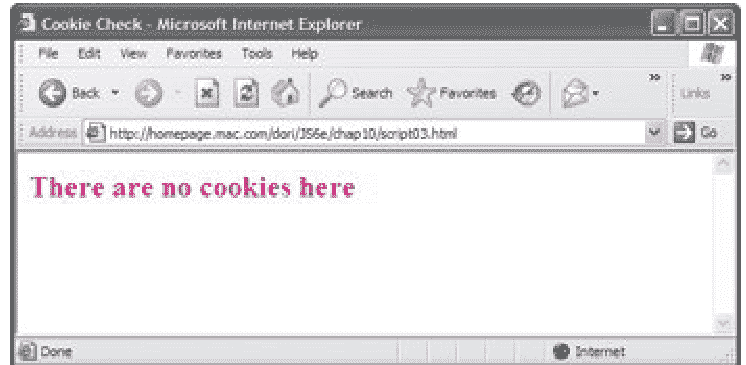 Cookie Check - Microsoft Internet Explorer
File Edit View Favorites Tools Help
Back Search Favorites » Links »
Address http://homepage.mac.com/dori/JS6e/chap10/script03.html Go
There are no cookies here
Done Internet